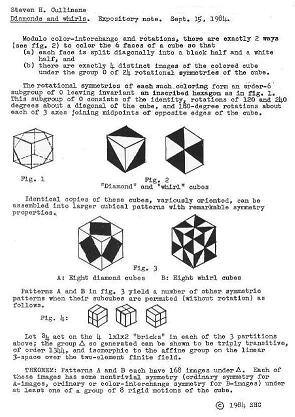 Steven H. Cullinane
Diamonds and whirls. Expository note. Sept. 15, 1984.
Modulo color-interchange and rotations, there are exactly 2 ways
(see fig. 2) to color the 6 faces of a cube so that
(a) each face is split diagonally into a black half and a white
half, and
(b) there are exactly 4 distinct images of the colored cube
under the group O of 24 rotational symmetries of the cube.
The rotational symmetries of each such coloring form an order-6
subgroup of O leaving invariant an inscribed hexagon as in fig. 1.
This subgroup of O consists of the identity, rotations of 120 and 240
degrees about a diagonal of the cube, and 180-degree rotations about
each of 3 axes joining midpoints of opposite edges of the cube.
Fig. 1
Fig. 2
"Diamond" and "whirl" cubes
Identical copies of these cubes, variously oriented, can be
assembled into larger cubical patterns with remarkable symmetry
properties.
Fig. 3
A: Eight diamond cubes B: Eight whirl cubes
Patterns A and B in fig. 3 yield a number of other symmetric
patterns when their subcubes are permuted (without rotation) as
follows.
Fig. 4:
Let S4 act on the 4 1x1x2 "bricks" in each of the 3 partitions
above; the group △ so generated can be shown to be triply transitive,
of order 1344, and isomorphic to the affine group on the linear
3-space over the two-element finite field.
THEOREM: Patterns A and B each have 168 images under △. Each of
these images has some nontrivial symmetry (ordinary symmetry for
A-images, ordinary or color-interchange symmetry for B-images) under
at least one of a group of 8 rigid motions of the cube.
© 1984 SHC